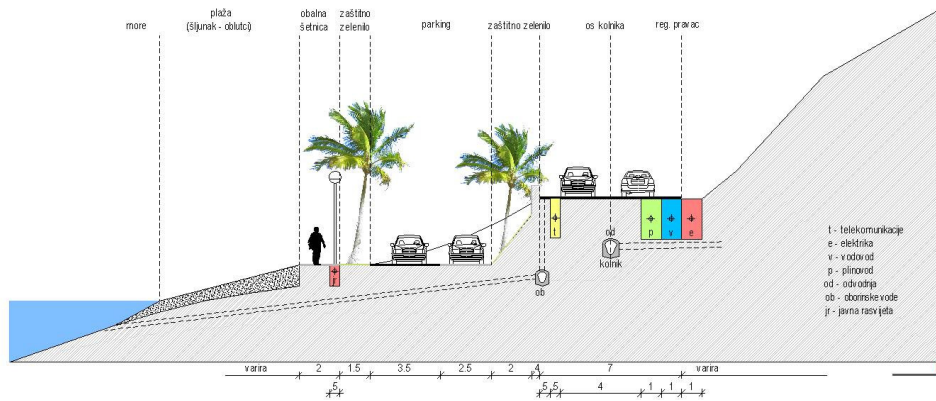 more
plaža
(šljunak - oblutci)
obalna
šetnica
zaštitno
zelenilo
parking
zaštitno zelenilo
os kolnika
reg. pravac
t
od
kolnik
p
v
e
ob
t - telekomunikacije
e - elektrika
v - vodovod
p - plinovod
od - odvodnja
ob - oborinske vode
jr - javna rasvijeta
varira
2
1.5
3.5
2.5
2
4
7
varira
5
5
5
4
1
1
1